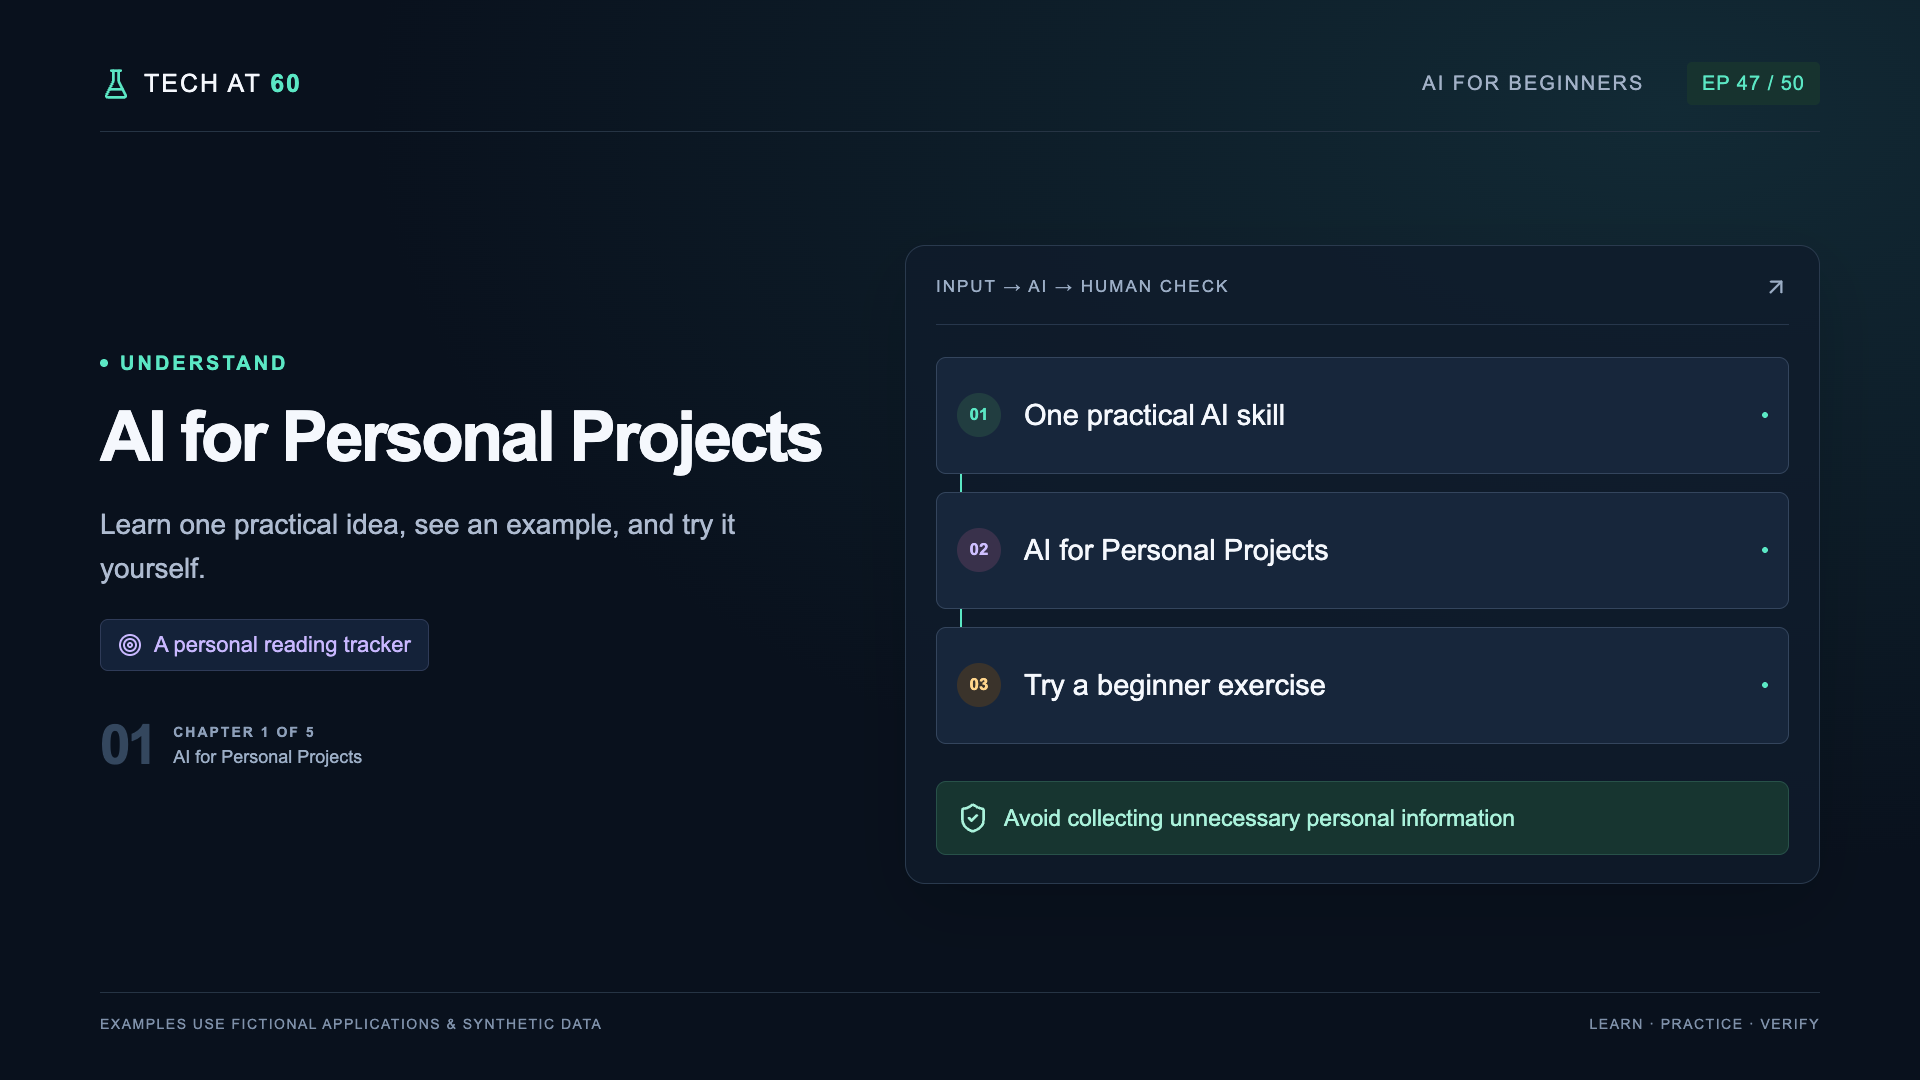 TECH AT 60
AI FOR BEGINNERS
EP 47 / 50
UNDERSTAND
AI for Personal Projects
Learn one practical idea, see an example, and try it
yourself.
A personal reading tracker
01
CHAPTER 1 OF 5
AI for Personal Projects
INPUT → AI → HUMAN CHECK
01 One practical AI skill
02 AI for Personal Projects
03 Try a beginner exercise
Avoid collecting unnecessary personal information
EXAMPLES USE FICTIONAL APPLICATIONS & SYNTHETIC DATA
LEARN · PRACTICE · VERIFY